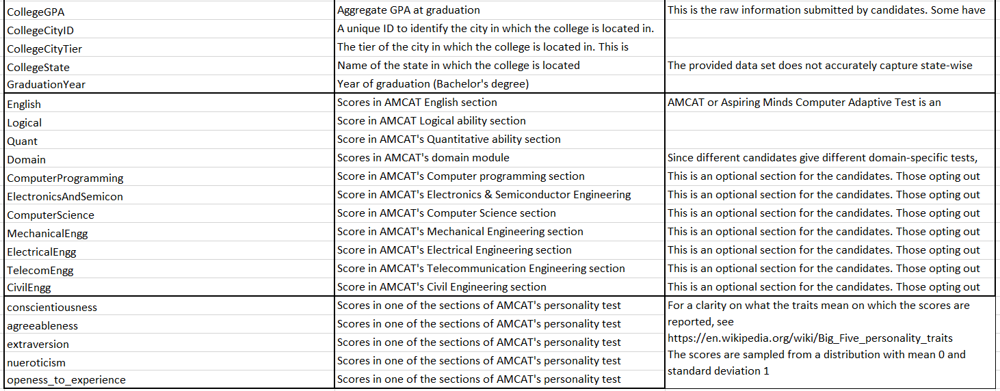 CollegeGPA Aggregate GPA at graduation This is the raw information submitted by candidates. Some have
CollegeCityID A unique ID to identify the city in which the college is located in.
CollegeCityTier The tier of the city in which the college is located in. This is
CollegeState Name of the state in which the college is located The provided data set does not accurately capture state-wise
GraduationYear Year of graduation (Bachelor's degree)
English Scores in AMCAT English section AMCAT or Aspiring Minds Computer Adaptive Test is an
Logical Score in AMCAT Logical ability section
Quant Score in AMCAT's Quantitative ability section
Domain Scores in AMCAT's domain module Since different candidates give different domain-specific tests,
ComputerProgramming Score in AMCAT's Computer programming section This is an optional section for the candidates. Those opting out
ElectronicsAndSemicon Score in AMCAT's Electronics & Semiconductor Engineering This is an optional section for the candidates. Those opting out
ComputerScience Score in AMCAT's Computer Science section This is an optional section for the candidates. Those opting out
MechanicalEngg Score in AMCAT's Mechanical Engineering section This is an optional section for the candidates. Those opting out
ElectricalEngg Score in AMCAT's Electrical Engineering section This is an optional section for the candidates. Those opting out
TelecomEngg Score in AMCAT's Telecommunication Engineering section This is an optional section for the candidates. Those opting out
CivilEngg Score in AMCAT's Civil Engineering section This is an optional section for the candidates. Those opting out
conscientiousness Scores in one of the sections of AMCAT's personality test For a clarity on what the traits mean on which the scores are
agreeableness Scores in one of the sections of AMCAT's personality test reported, see
extraversion Scores in one of the sections of AMCAT's personality test https://en.wikipedia.org/wiki/Big_Five_personality_traits
nueroticism Scores in one of the sections of AMCAT's personality test The scores are sampled from a distribution with mean 0 and
openess_to_experience Scores in one of the sections of AMCAT's personality test standard deviation 1